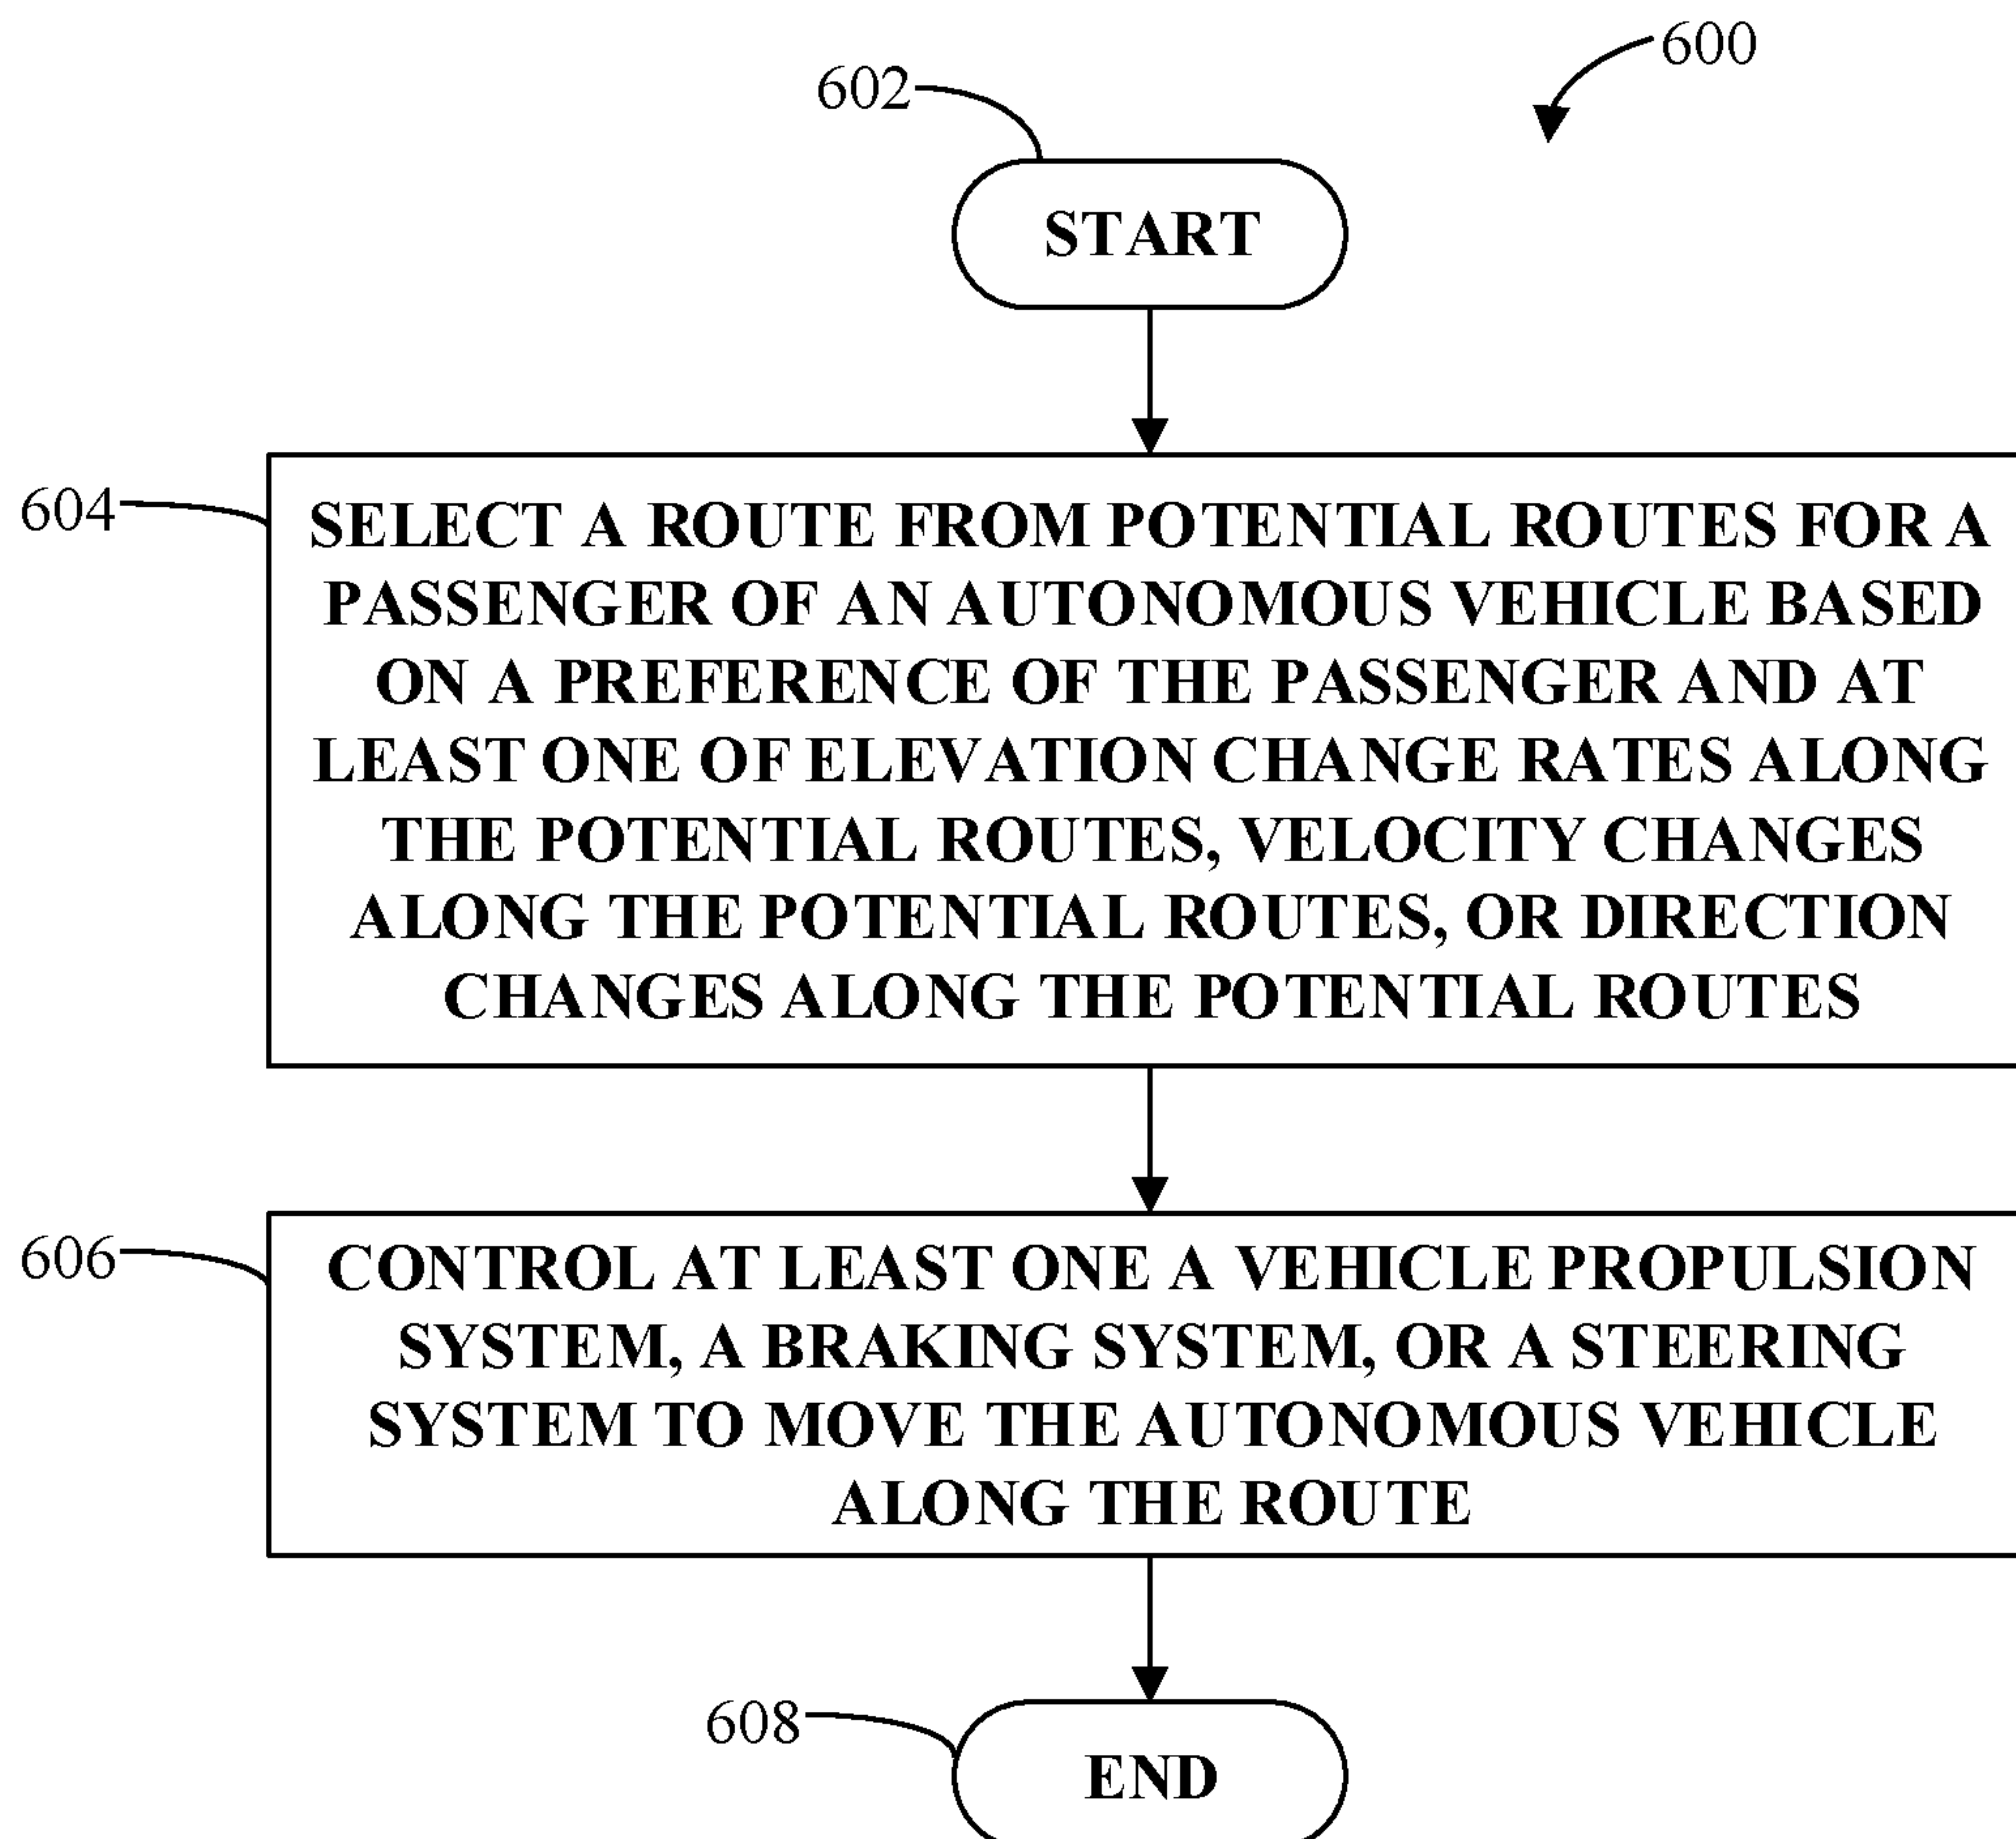 600
602
START
604
SELECT A ROUTE FROM POTENTIAL ROUTES FOR A
PASSENGER OF AN AUTONOMOUS VEHICLE BASED
ON A PREFERENCE OF THE PASSENGER AND AT
LEAST ONE OF ELEVATION CHANGE RATES ALONG
THE POTENTIAL ROUTES, VELOCITY CHANGES
ALONG THE POTENTIAL ROUTES, OR DIRECTION
CHANGES ALONG THE POTENTIAL ROUTES
606
CONTROL AT LEAST ONE A VEHICLE PROPULSION
SYSTEM, A BRAKING SYSTEM, OR A STEERING
SYSTEM TO MOVE THE AUTONOMOUS VEHICLE
ALONG THE ROUTE
608
END